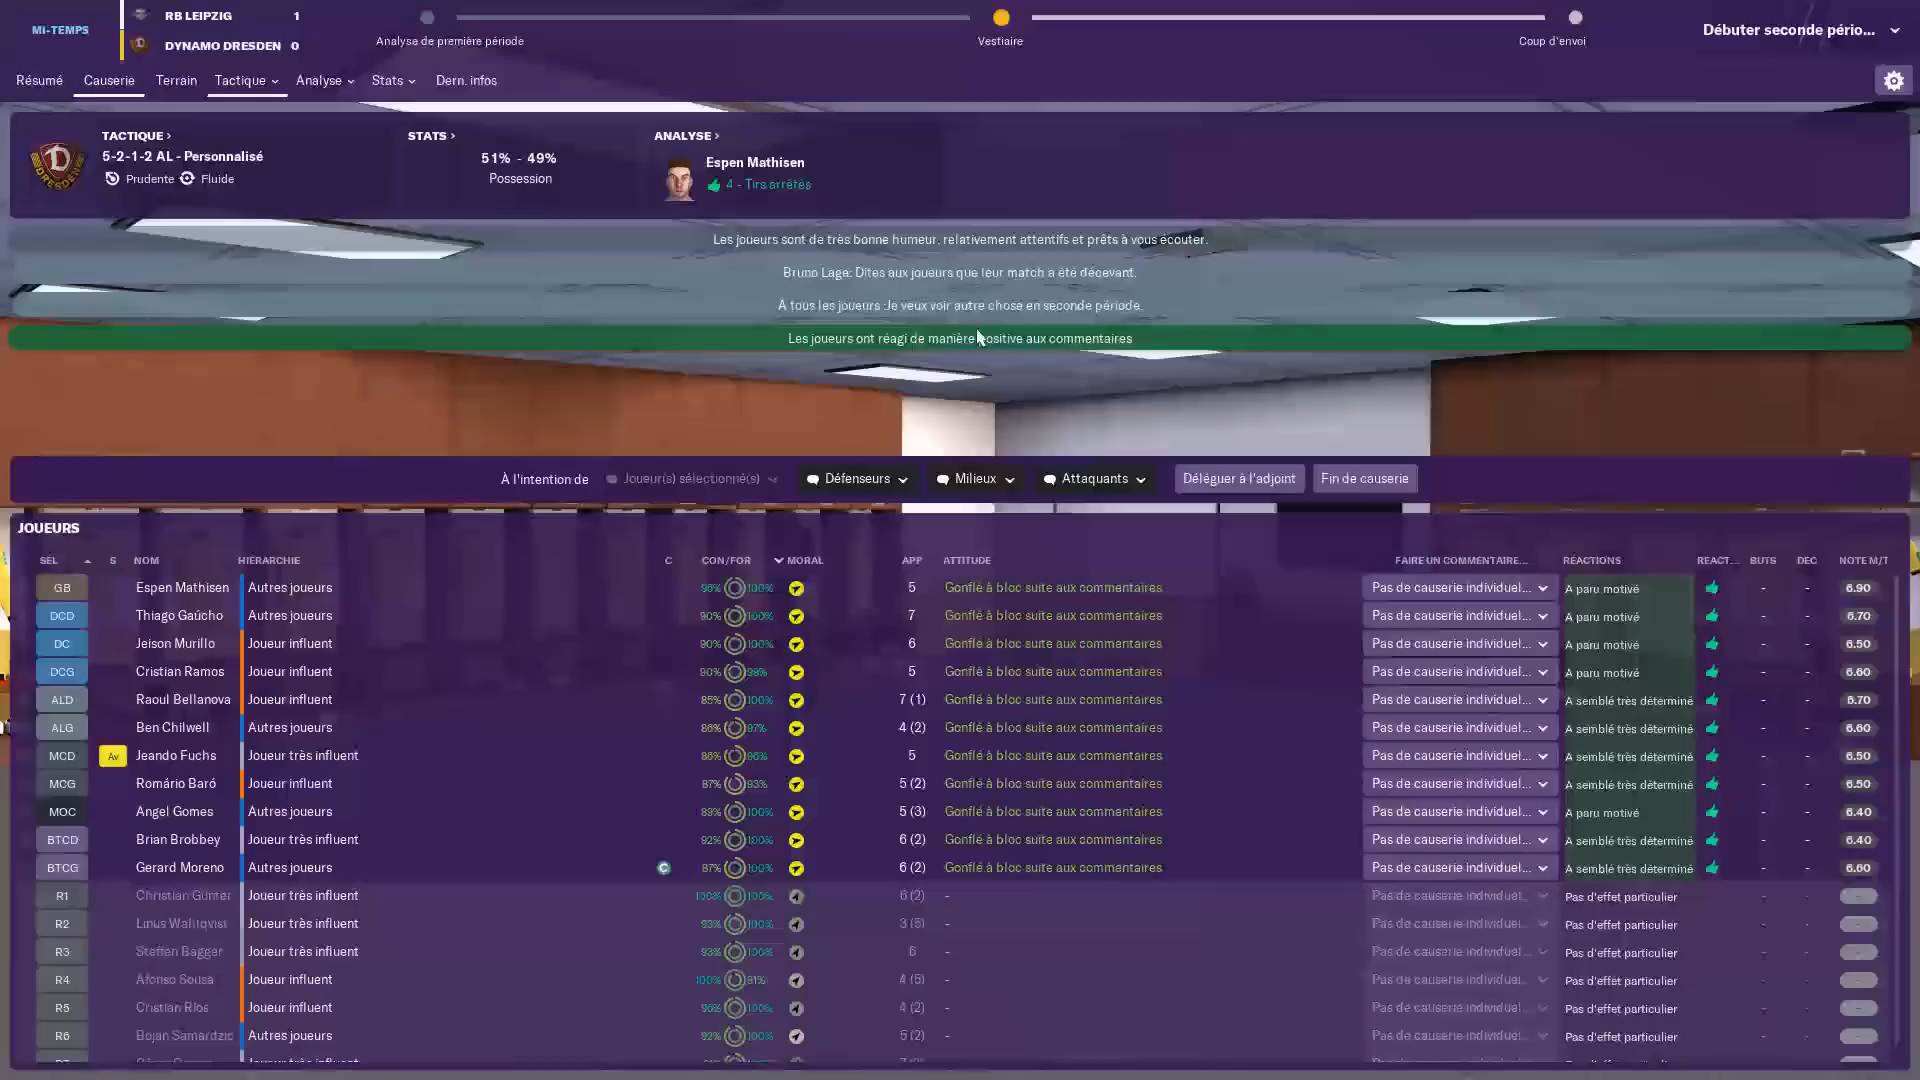 MI-TEMPS
RB LEIPZIG 1
DYNAMO DRESDEN 0
Analyse de première période
Vestiaire
Coup d'envoi
Débuter seconde pério...
Résumé Causerie Terrain Tactique Analyse Stats Dern. infos
TACTIQUE
5-2-1-2 AL - Personnalisé
Prudente Fluide
STATS
51% - 49%
Possession
ANALYSE
Espen Mathisen
4 - Tirs arrêtés
Les joueurs sont de très bonne humeur, relativement attentifs et prêts à vous écouter.
Bruno Lage: Dites aux joueurs que leur match a été décevant.
À tous les joueurs :Je veux voir autre chose en seconde période.
Les joueurs ont réagi de manière positive aux commentaires
À l'intention de Joueur(s) sélectionné(s) Défenseurs Milieux Attaquants Déléguer à l'adjoint Fin de causerie
JOUEURS
SÉL S NOM HIÉRARCHIE C CON/FOR MORAL APP ATTITUDE FAIRE UN COMMENTAIRE... RÉACTIONS RÉACT... BUTS DEC NOTE M/T
GB Espen Mathisen Autres joueurs 96% 100% 5 Gonflé à bloc suite aux commentaires Pas de causerie individuel... A paru motivé - - 6.90
DCD Thiago Gaúcho Autres joueurs 90% 100% 7 Gonflé à bloc suite aux commentaires Pas de causerie individuel... A paru motivé - - 6.70
DC Jeison Murillo Joueur influent 90% 100% 6 Gonflé à bloc suite aux commentaires Pas de causerie individuel... A paru motivé - - 6.50
DCG Cristian Ramos Joueur influent 90% 98% 5 Gonflé à bloc suite aux commentaires Pas de causerie individuel... A paru motivé - - 6.60
ALD Raoul Bellanova Joueur influent 85% 100% 7 (1) Gonflé à bloc suite aux commentaires Pas de causerie individuel... A semblé très déterminé - - 6.70
ALG Ben Chilwell Autres joueurs 86% 97% 4 (2) Gonflé à bloc suite aux commentaires Pas de causerie individuel... A semblé très déterminé - - 6.60
MCD Av Jeando Fuchs Joueur très influent 86% 96% 5 Gonflé à bloc suite aux commentaires Pas de causerie individuel... A semblé très déterminé - - 6.50
MCG Romário Baró Joueur influent 87% 93% 5 (2) Gonflé à bloc suite aux commentaires Pas de causerie individuel... A semblé très déterminé - - 6.50
MOC Angel Gomes Autres joueurs 89% 100% 5 (3) Gonflé à bloc suite aux commentaires Pas de causerie individuel... A paru motivé - - 6.40
BTCD Brian Brobbey Joueur très influent 92% 100% 6 (2) Gonflé à bloc suite aux commentaires Pas de causerie individuel... A semblé très déterminé - - 6.40
BTCG Gerard Moreno Autres joueurs C 87% 100% 6 (2) Gonflé à bloc suite aux commentaires Pas de causerie individuel... A semblé très déterminé - - 6.60
R1 Christian Günter Joueur très influent 100% 100% 6 (2) - Pas de causerie individuel... Pas d'effet particulier - - -
R2 Linus Wahlqvist Joueur très influent 93% 100% 3 (5) - Pas de causerie individuel... Pas d'effet particulier - - -
R3 Steffen Bagger Joueur très influent 93% 100% 6 - Pas de causerie individuel... Pas d'effet particulier - - -
R4 Afonso Sousa Joueur influent 100% 81% 4 (5) - Pas de causerie individuel... Pas d'effet particulier - - -
R5 Cristian Ríos Joueur influent 96% 100% 4 (2) - Pas de causerie individuel... Pas d'effet particulier - - -
R6 Bojan Samardzic Autres joueurs 92% 100% 5 (2) - Pas de causerie individuel... Pas d'effet particulier - - -